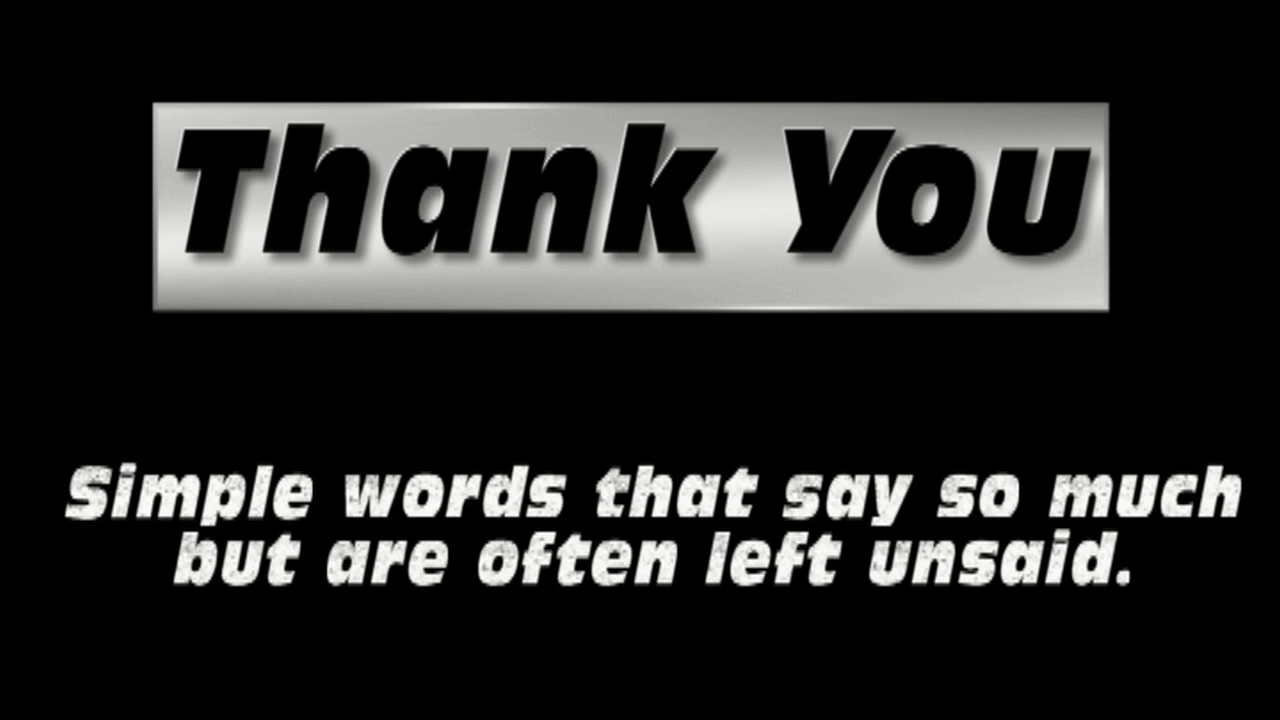 Thank You
Simple words that say so much
but are often left unsaid.